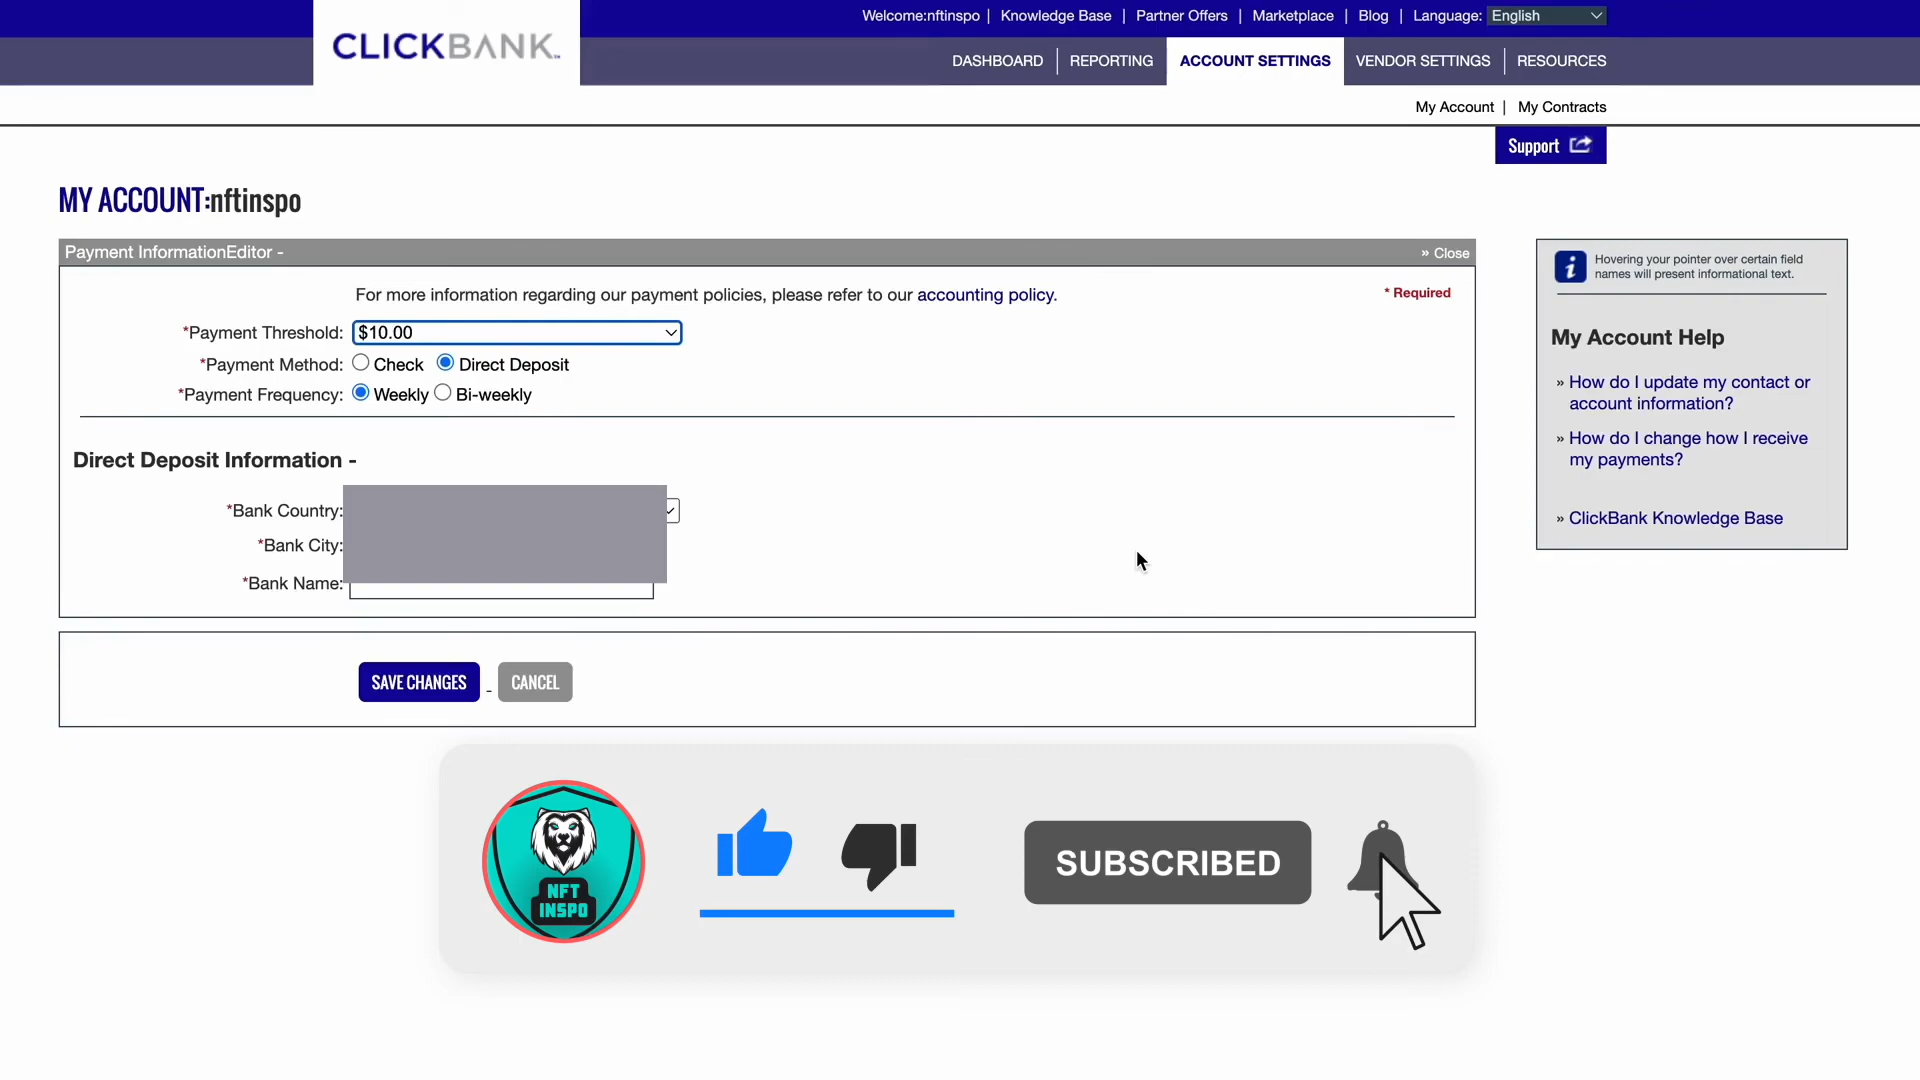 Welcome:nftinspo | Knowledge Base | Partner Offers | Marketplace | Blog | Language: English
CLICKBANK
DASHBOARD | REPORTING ACCOUNT SETTINGS VENDOR SETTINGS | RESOURCES
My Account | My Contracts
Support
MY ACCOUNT:nftinspo
Payment InformationEditor -
» Close
For more information regarding our payment policies, please refer to our accounting policy.
* Required
*Payment Threshold: $10.00
*Payment Method: Check Direct Deposit
*Payment Frequency: Weekly Bi-weekly
Direct Deposit Information -
*Bank Country:
*Bank City:
*Bank Name:
SAVE CHANGES - CANCEL
i Hovering your pointer over certain field
names will present informational text.
My Account Help
» How do I update my contact or
account information?
» How do I change how I receive
my payments?
» ClickBank Knowledge Base
NFT
INSPO
SUBSCRIBED